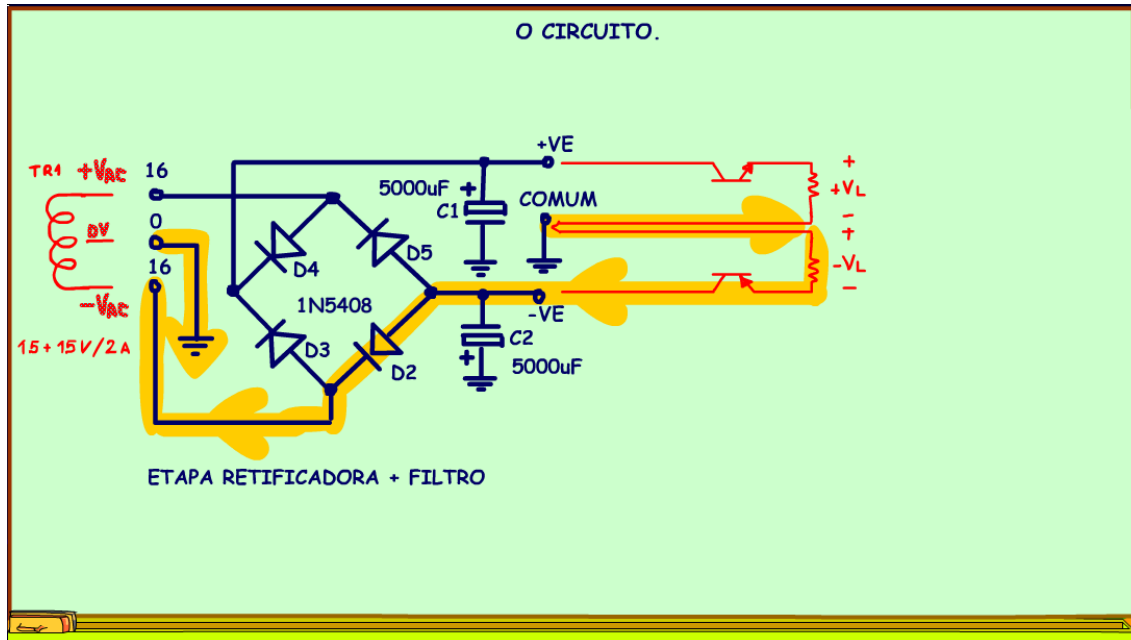 O CIRCUITO.
TR1 +VAC 16
0V 0
16
-VAC
15+15V/2A
D4
D5
1N5408
D3
D2
5000uF
C1
+VE
COMUM
-VE
C2
5000uF
+
+VL
-
+
-VL
-
ETAPA RETIFICADORA + FILTRO